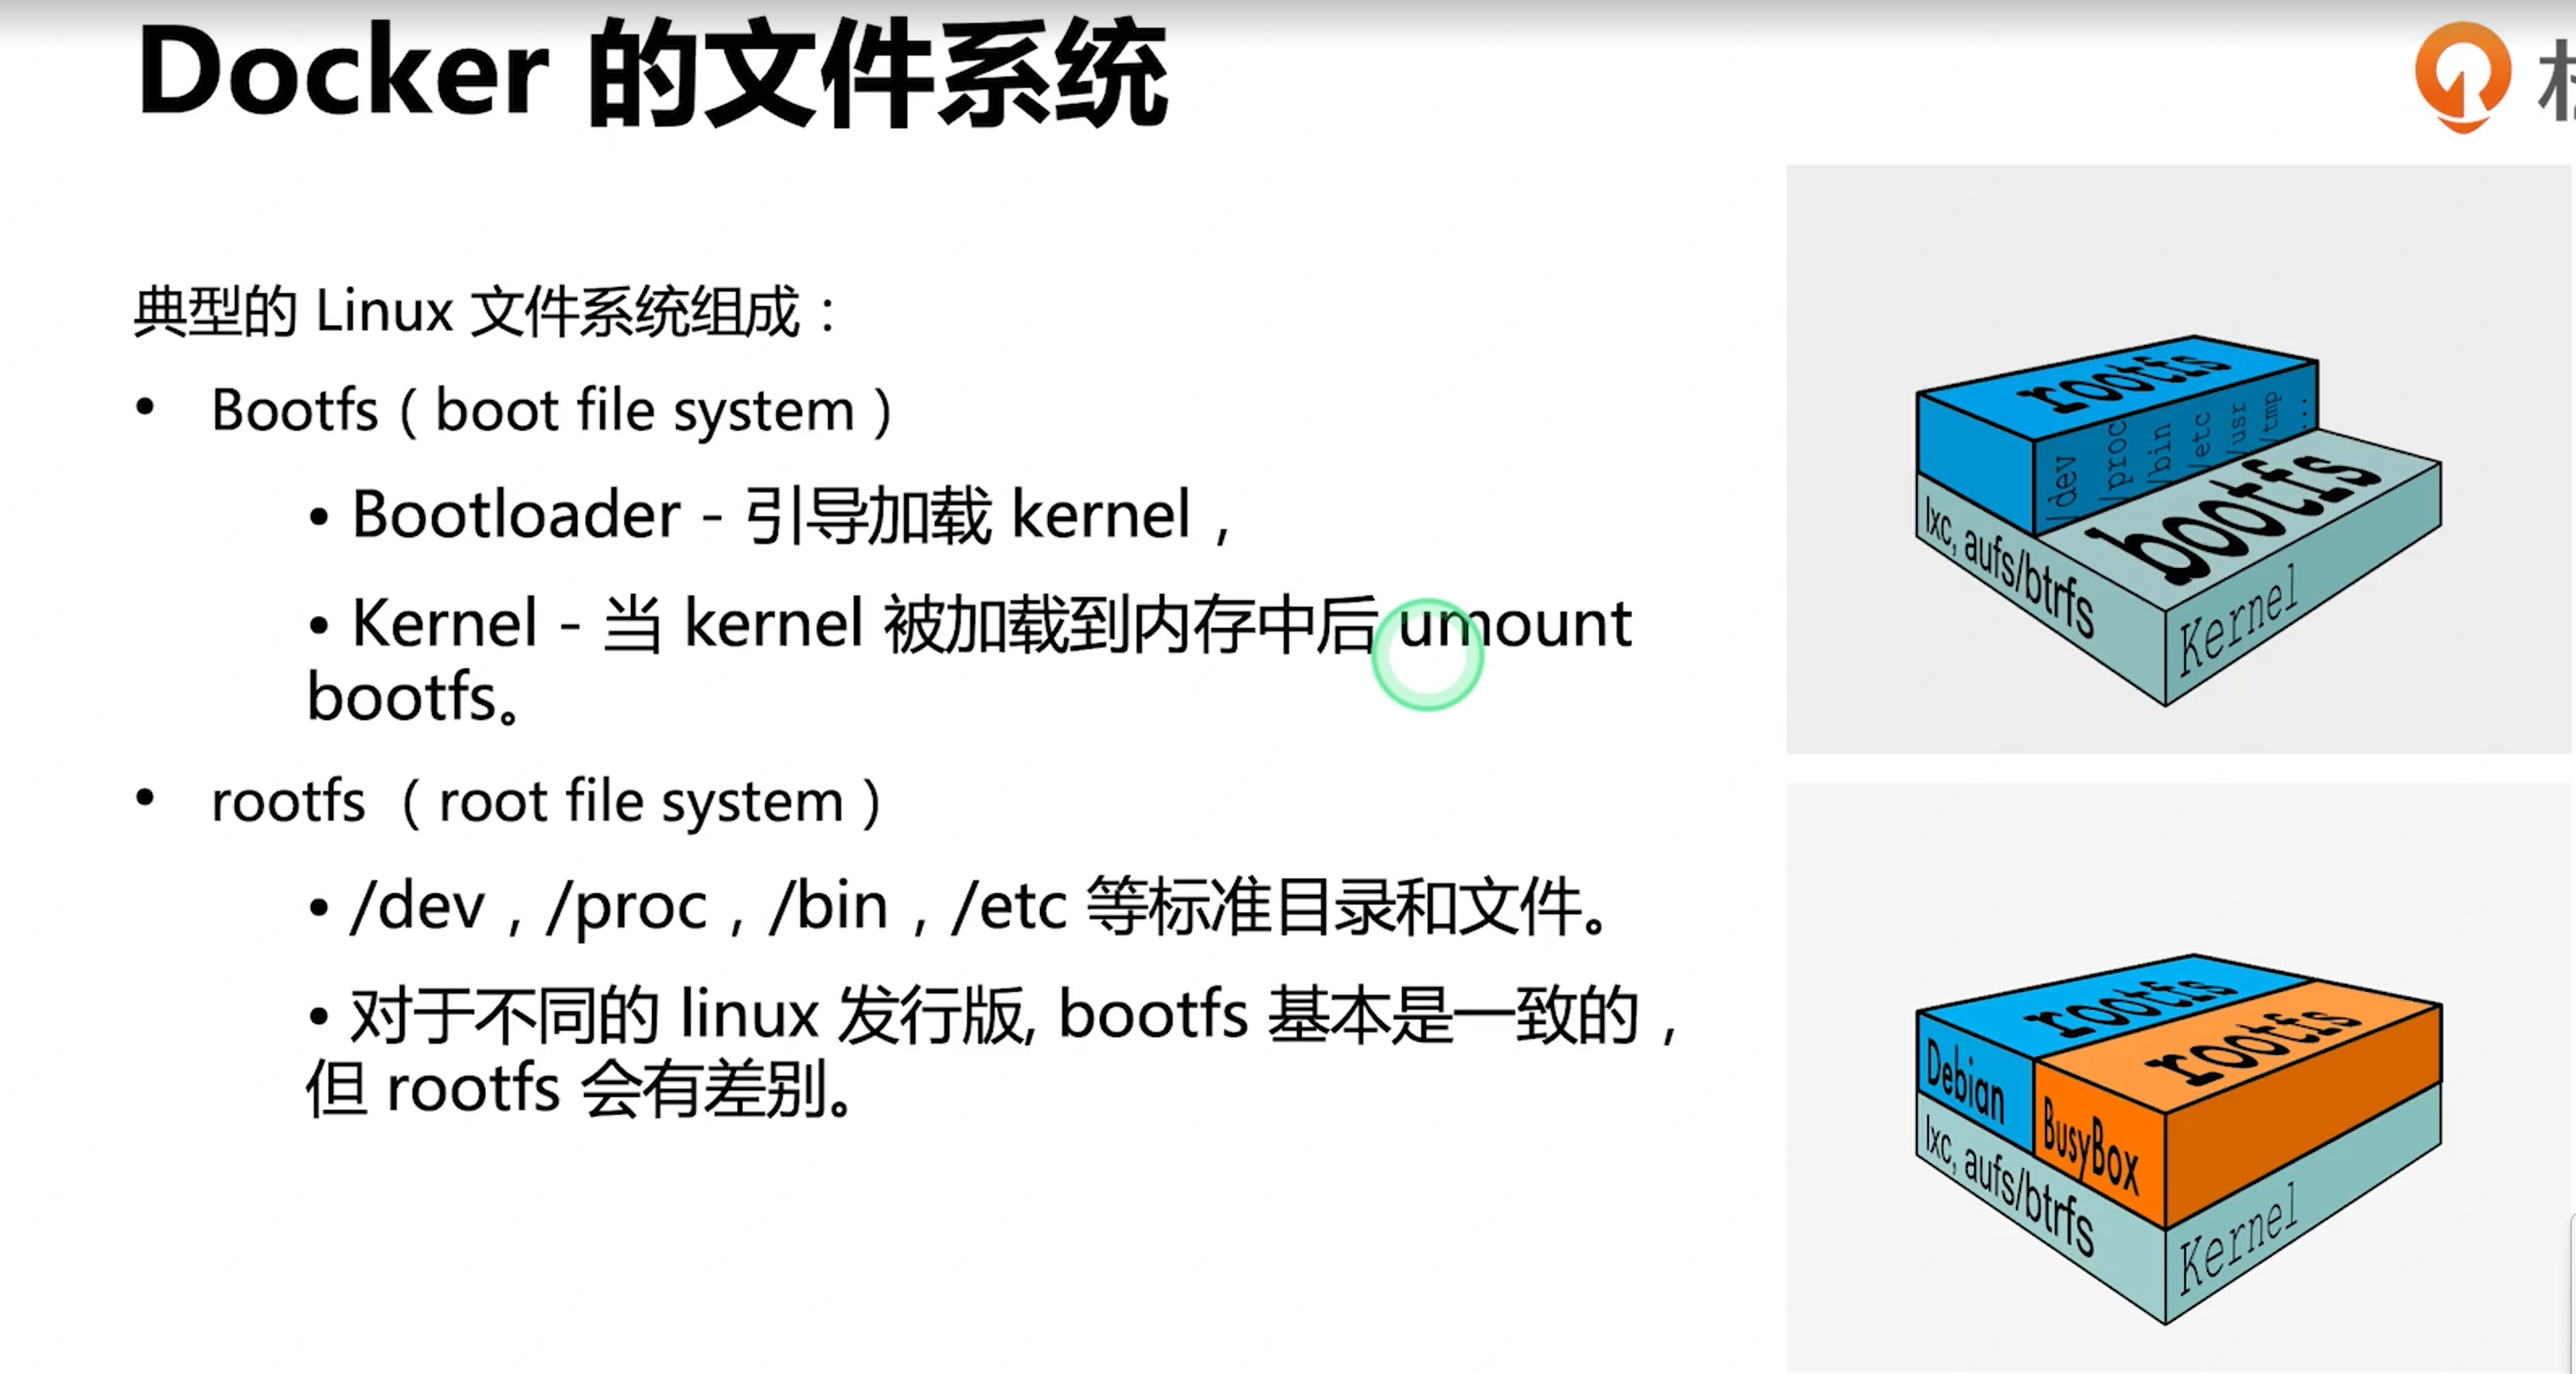 Docker 的文件系统
典型的 Linux 文件系统组成：
• Bootfs（boot file system）
• Bootloader - 引导加载 kernel，
• Kernel - 当 kernel 被加载到内存中后 umount
bootfs。
• rootfs （root file system）
• /dev，/proc，/bin，/etc 等标准目录和文件。
• 对于不同的 linux 发行版, bootfs 基本是一致的，
但 rootfs 会有差别。
rootfs
/dev
/proc
/bin
/etc
/usr
/tmp
...
bootfs
lxc, aufs/btrfs
Kernel
rootfs
rootfs
Debian
BusyBox
lxc, aufs/btrfs
Kernel